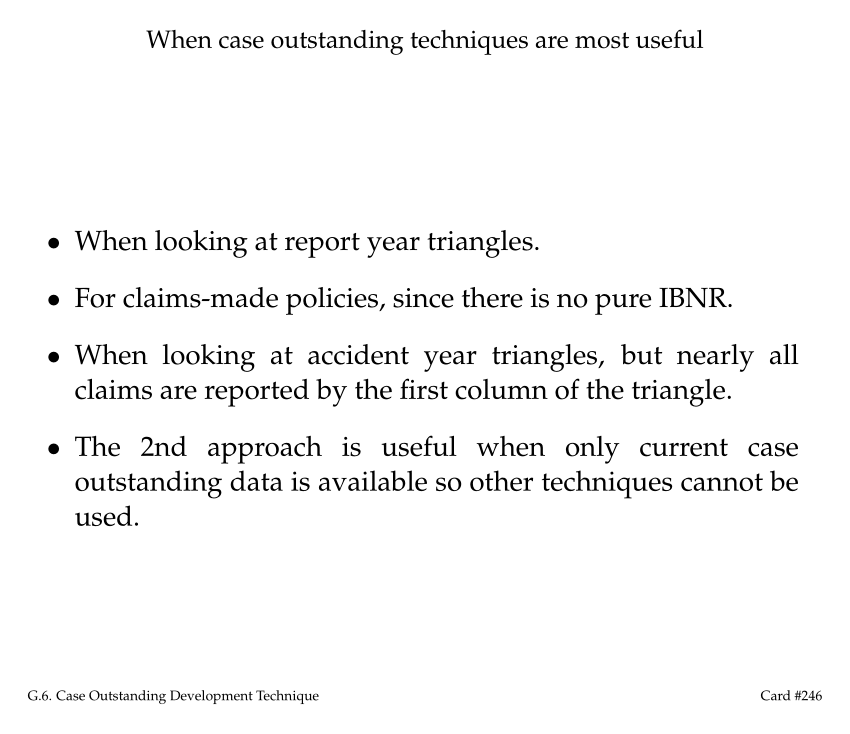 When case outstanding techniques are most useful
• When looking at report year triangles.
• For claims-made policies, since there is no pure IBNR.
• When looking at accident year triangles, but nearly all
claims are reported by the first column of the triangle.
• The 2nd approach is useful when only current case
outstanding data is available so other techniques cannot be
used.
G.6. Case Outstanding Development Technique
Card #246